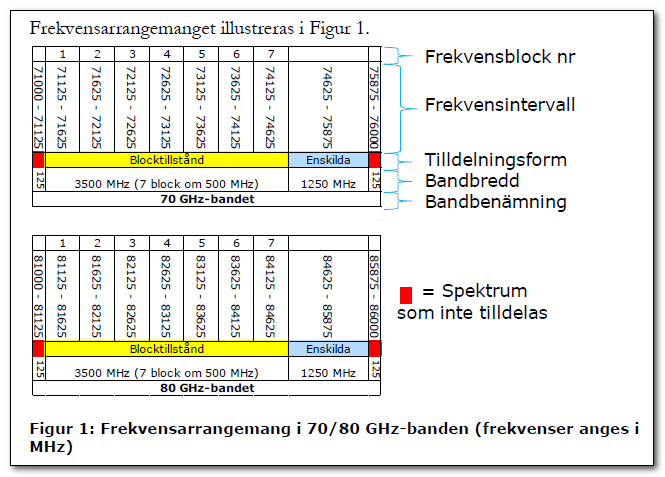 Frekvensarrangemanget illustreras i Figur 1.
1 2 3 4 5 6 7
71000 - 71125
71125 - 71625
71625 - 72125
72125 - 72625
72625 - 73125
73125 - 73625
73625 - 74125
74125 - 74625
74625 - 75875
75875 - 76000
Blocktillstånd Enskilda
125 3500 MHz (7 block om 500 MHz) 1250 MHz 125
70 GHz-bandet
Frekvensblock nr
Frekvensintervall
Tilldelningsform
Bandbredd
Bandbenämning
1 2 3 4 5 6 7
81000 - 81125
81125 - 81625
81625 - 82125
82125 - 82625
82625 - 83125
83125 - 83625
83625 - 84125
84125 - 84625
84625 - 85875
85875 - 86000
Blocktillstånd Enskilda
125 3500 MHz (7 block om 500 MHz) 1250 MHz 125
80 GHz-bandet
= Spektrum
som inte tilldelas
Figur 1: Frekvensarrangemang i 70/80 GHz-banden (frekvenser anges i
MHz)